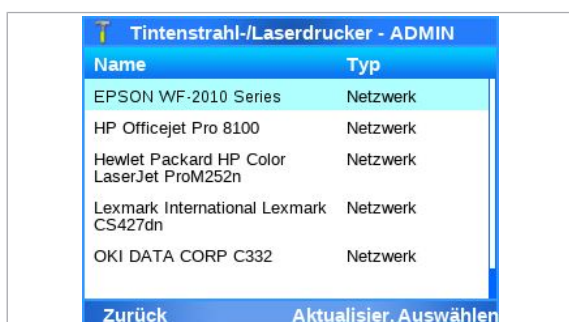 Tintenstrahl-/Laserdrucker - ADMIN
Name Typ
EPSON WF-2010 Series Netzwerk
HP Officejet Pro 8100 Netzwerk
Hewlet Packard HP Color Netzwerk
LaserJet ProM252n
Lexmark International Lexmark Netzwerk
CS427dn
OKI DATA CORP C332 Netzwerk
Zurück Aktualisier. Auswählen